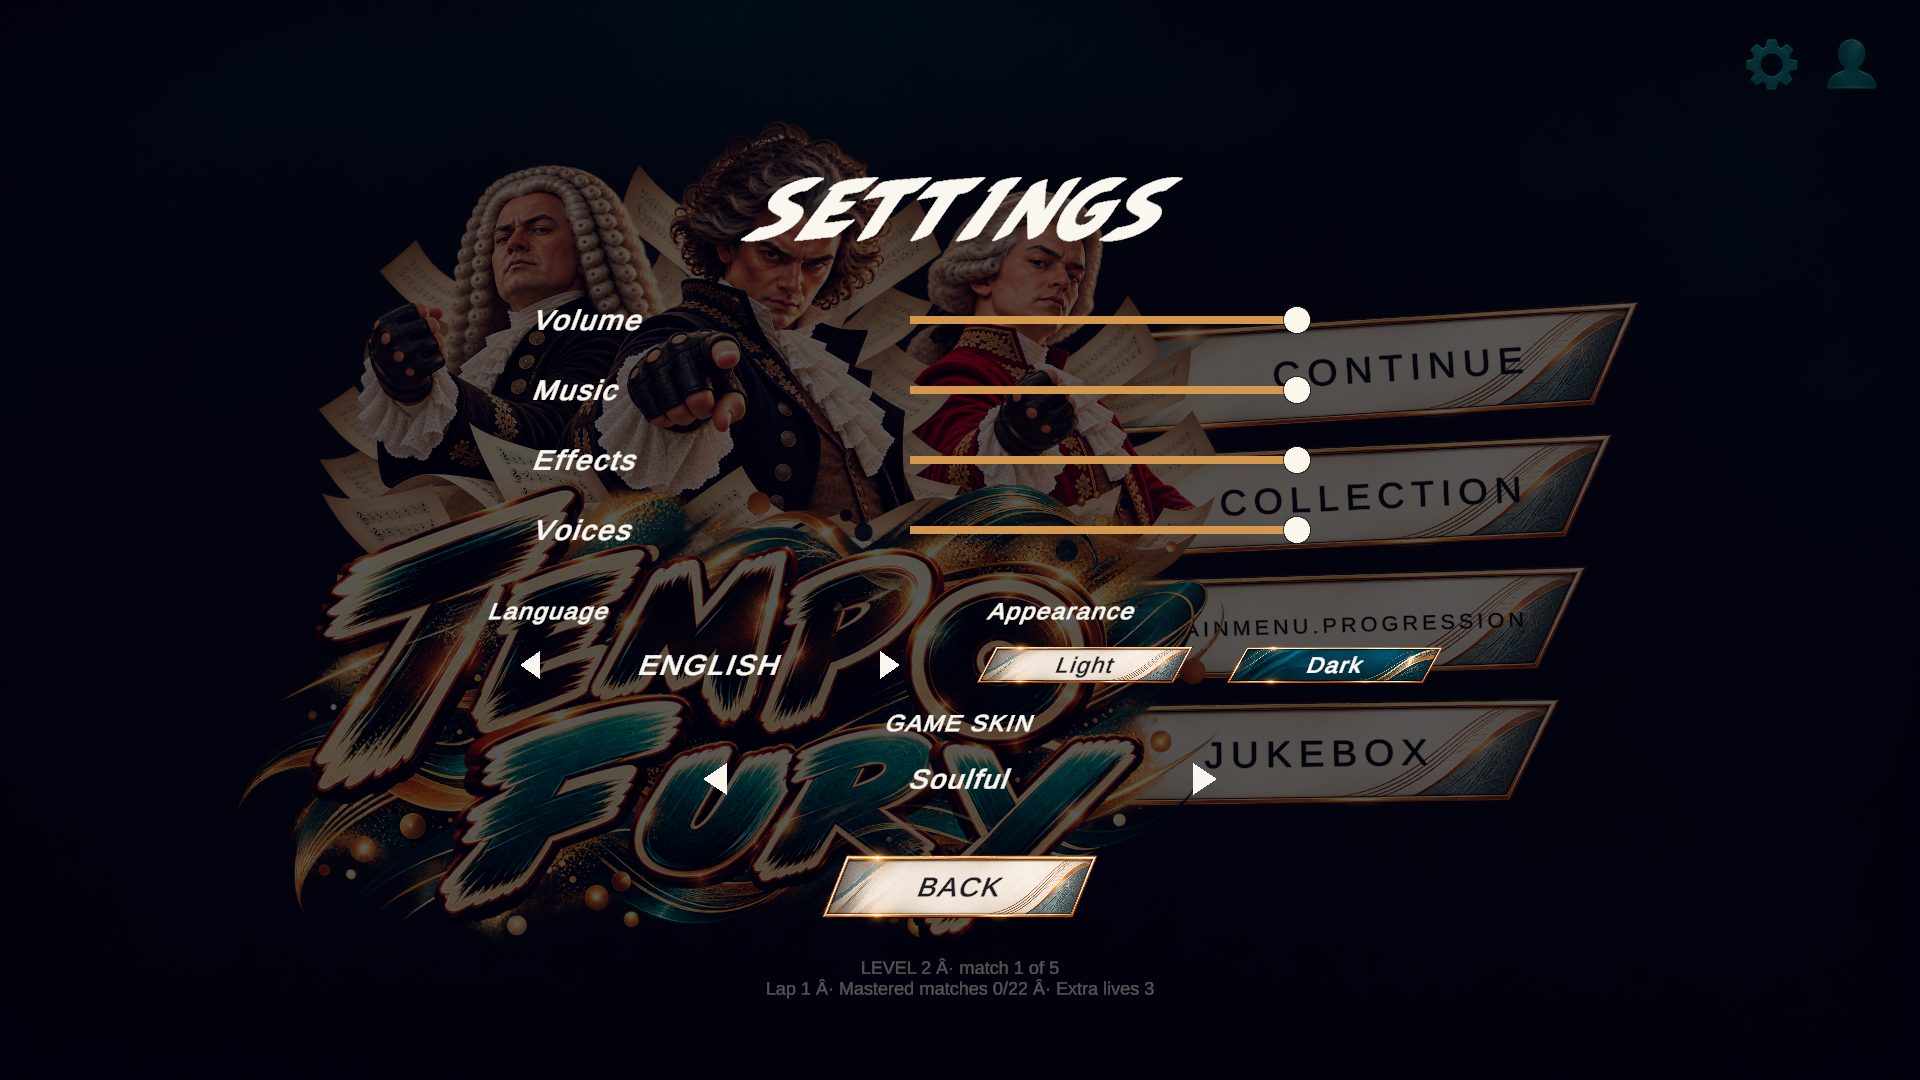 SETTINGS
Volume
Music
Effects
Voices
CONTINUE
COLLECTION
AINMENU.PROGRESSION
JUKEBOX
Language
Appearance
ENGLISH
Light
Dark
GAME SKIN
Soulful
TEMPO
FURY
BACK
LEVEL 2 Â· match 1 of 5
Lap 1 Â· Mastered matches 0/22 Â· Extra lives 3